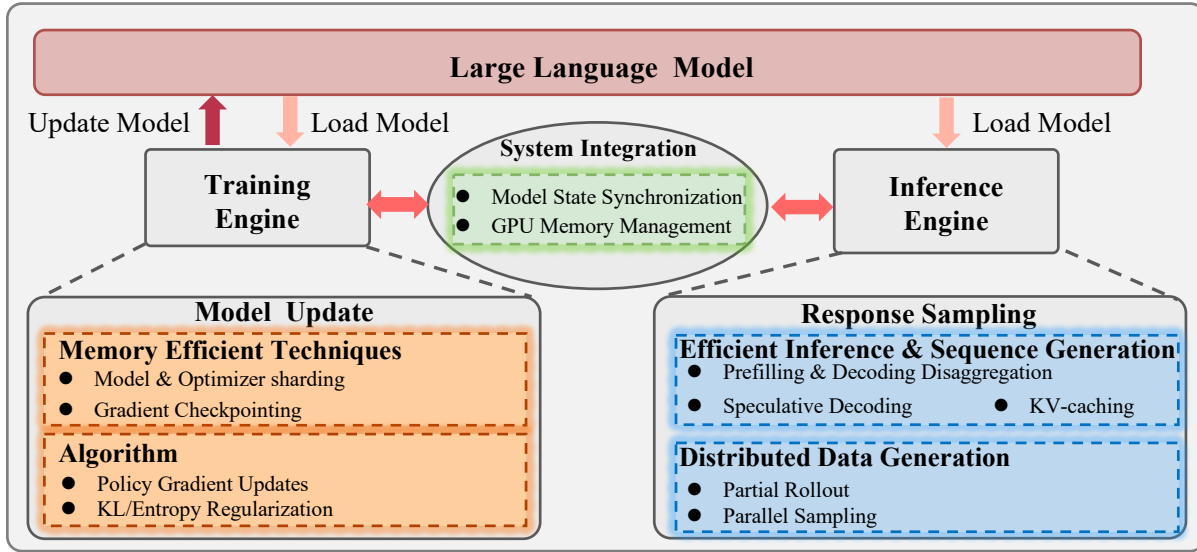 Large Language Model
Update Model
Load Model
Load Model
Training
Engine
System Integration
Model State Synchronization
GPU Memory Management
Inference
Engine
Model Update
Memory Efficient Techniques
Model & Optimizer sharding
Gradient Checkpointing
Algorithm
Policy Gradient Updates
KL/Entropy Regularization
Response Sampling
Efficient Inference & Sequence Generation
Prefilling & Decoding Disaggregation
Speculative Decoding
KV-caching
Distributed Data Generation
Partial Rollout
Parallel Sampling